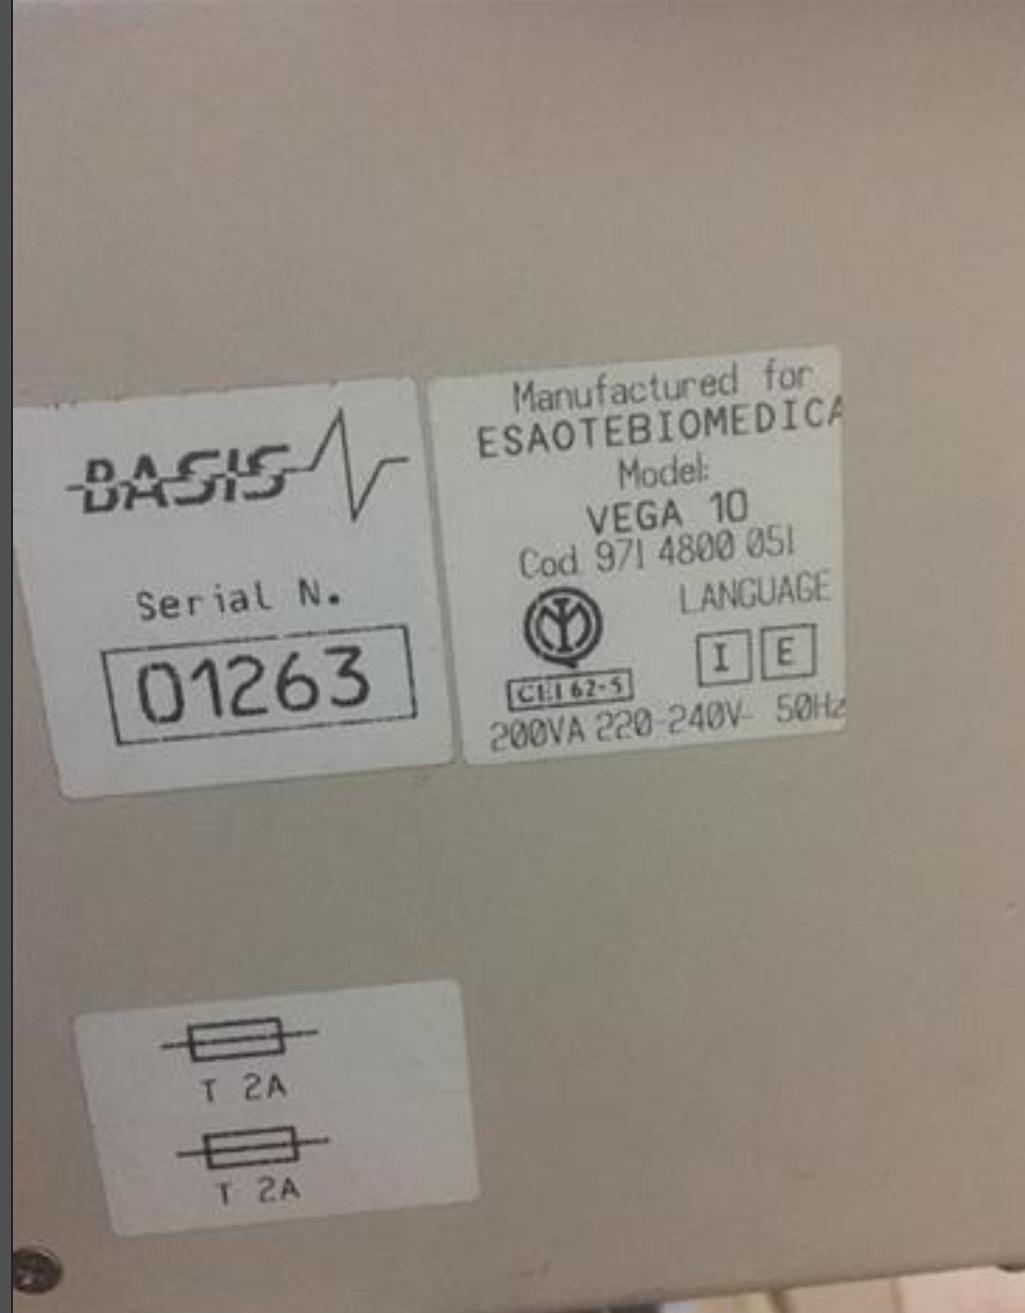 BASIS
Serial N.
01263
Manufactured for
ESAOTEBIOMEDICA
Model:
VEGA 10
Cod 971 4800 051
LANGUAGE
I E
CEI 62-5
200VA 220-240V- 50Hz
T 2A
T 2A